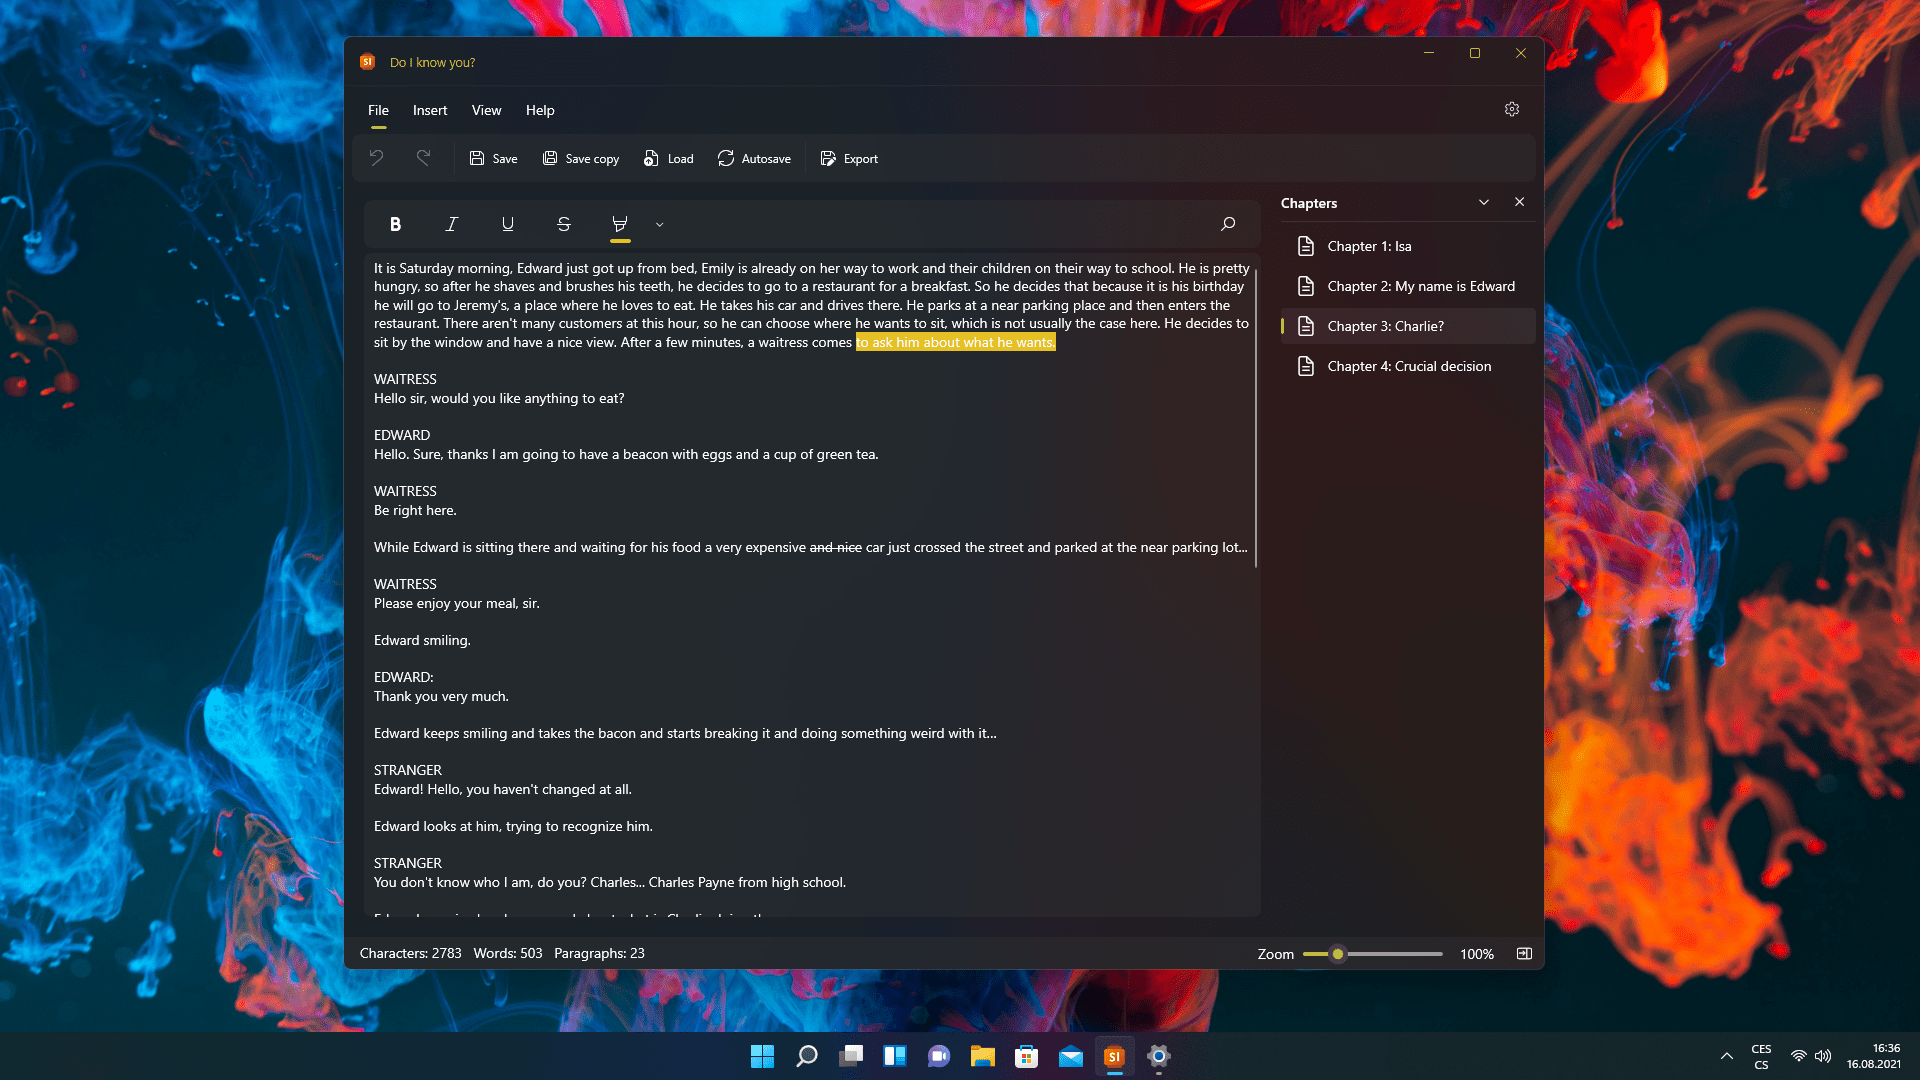 SI Do I know you?
File Insert View Help
Save Save copy Load Autosave Export
B I U S
Chapters
Chapter 1: Isa
Chapter 2: My name is Edward
Chapter 3: Charlie?
Chapter 4: Crucial decision
It is Saturday morning, Edward just got up from bed, Emily is already on her way to work and their children on their way to school. He is pretty
hungry, so after he shaves and brushes his teeth, he decides to go to a restaurant for a breakfast. So he decides that because it is his birthday
he will go to Jeremy's, a place where he loves to eat. He takes his car and drives there. He parks at a near parking place and then enters the
restaurant. There aren't many customers at this hour, so he can choose where he wants to sit, which is not usually the case here. He decides to
sit by the window and have a nice view. After a few minutes, a waitress comes to ask him about what he wants.
WAITRESS
Hello sir, would you like anything to eat?
EDWARD
Hello. Sure, thanks I am going to have a beacon with eggs and a cup of green tea.
WAITRESS
Be right here.
While Edward is sitting there and waiting for his food a very expensive and nice car just crossed the street and parked at the near parking lot...
WAITRESS
Please enjoy your meal, sir.
Edward smiling.
EDWARD:
Thank you very much.
Edward keeps smiling and takes the bacon and starts breaking it and doing something weird with it...
STRANGER
Edward! Hello, you haven't changed at all.
Edward looks at him, trying to recognize him.
STRANGER
You don't know who I am, do you? Charles... Charles Payne from high school.
Characters: 2783 Words: 503 Paragraphs: 23
Zoom 100%
SI
CES
CS
16:36
16.08.2021